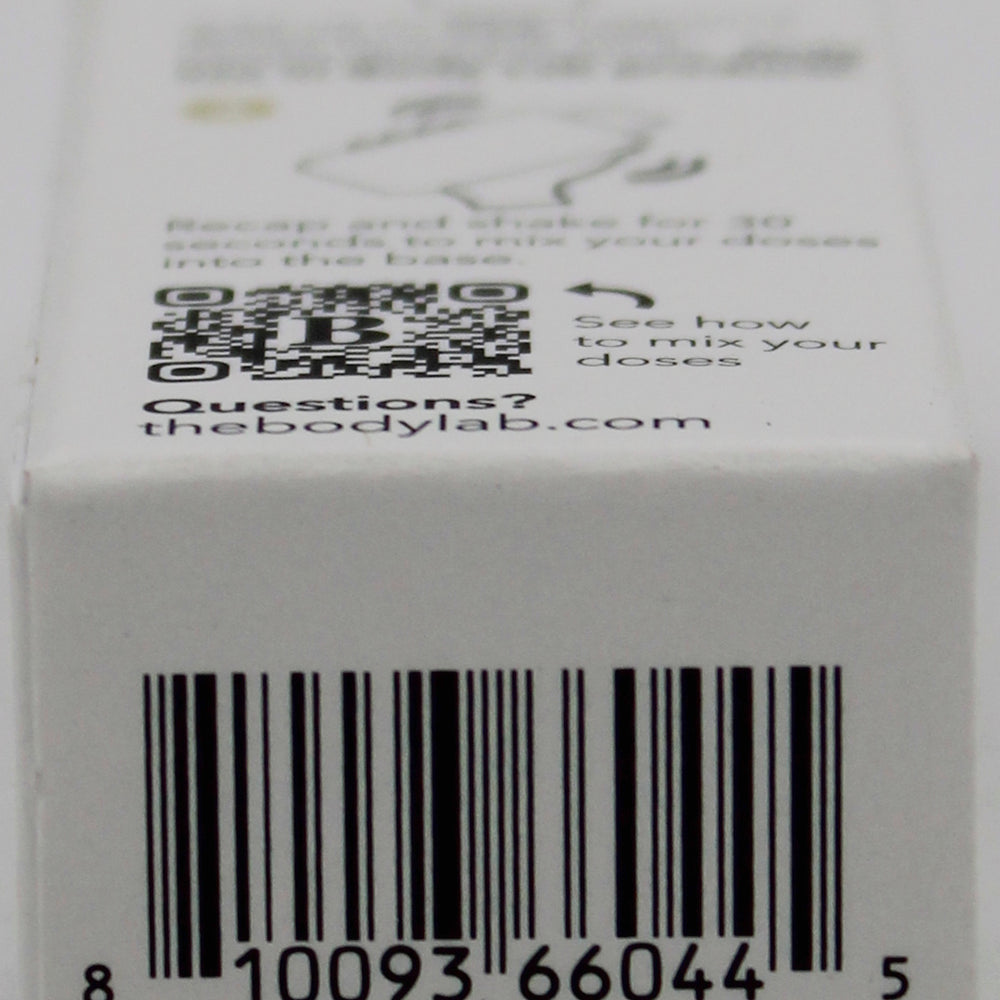 Recap and shake for 30
seconds to mix your doses
into the base.
B
See how
to mix your
doses
Questions?
thebodylab.com
8 10093 66044 5